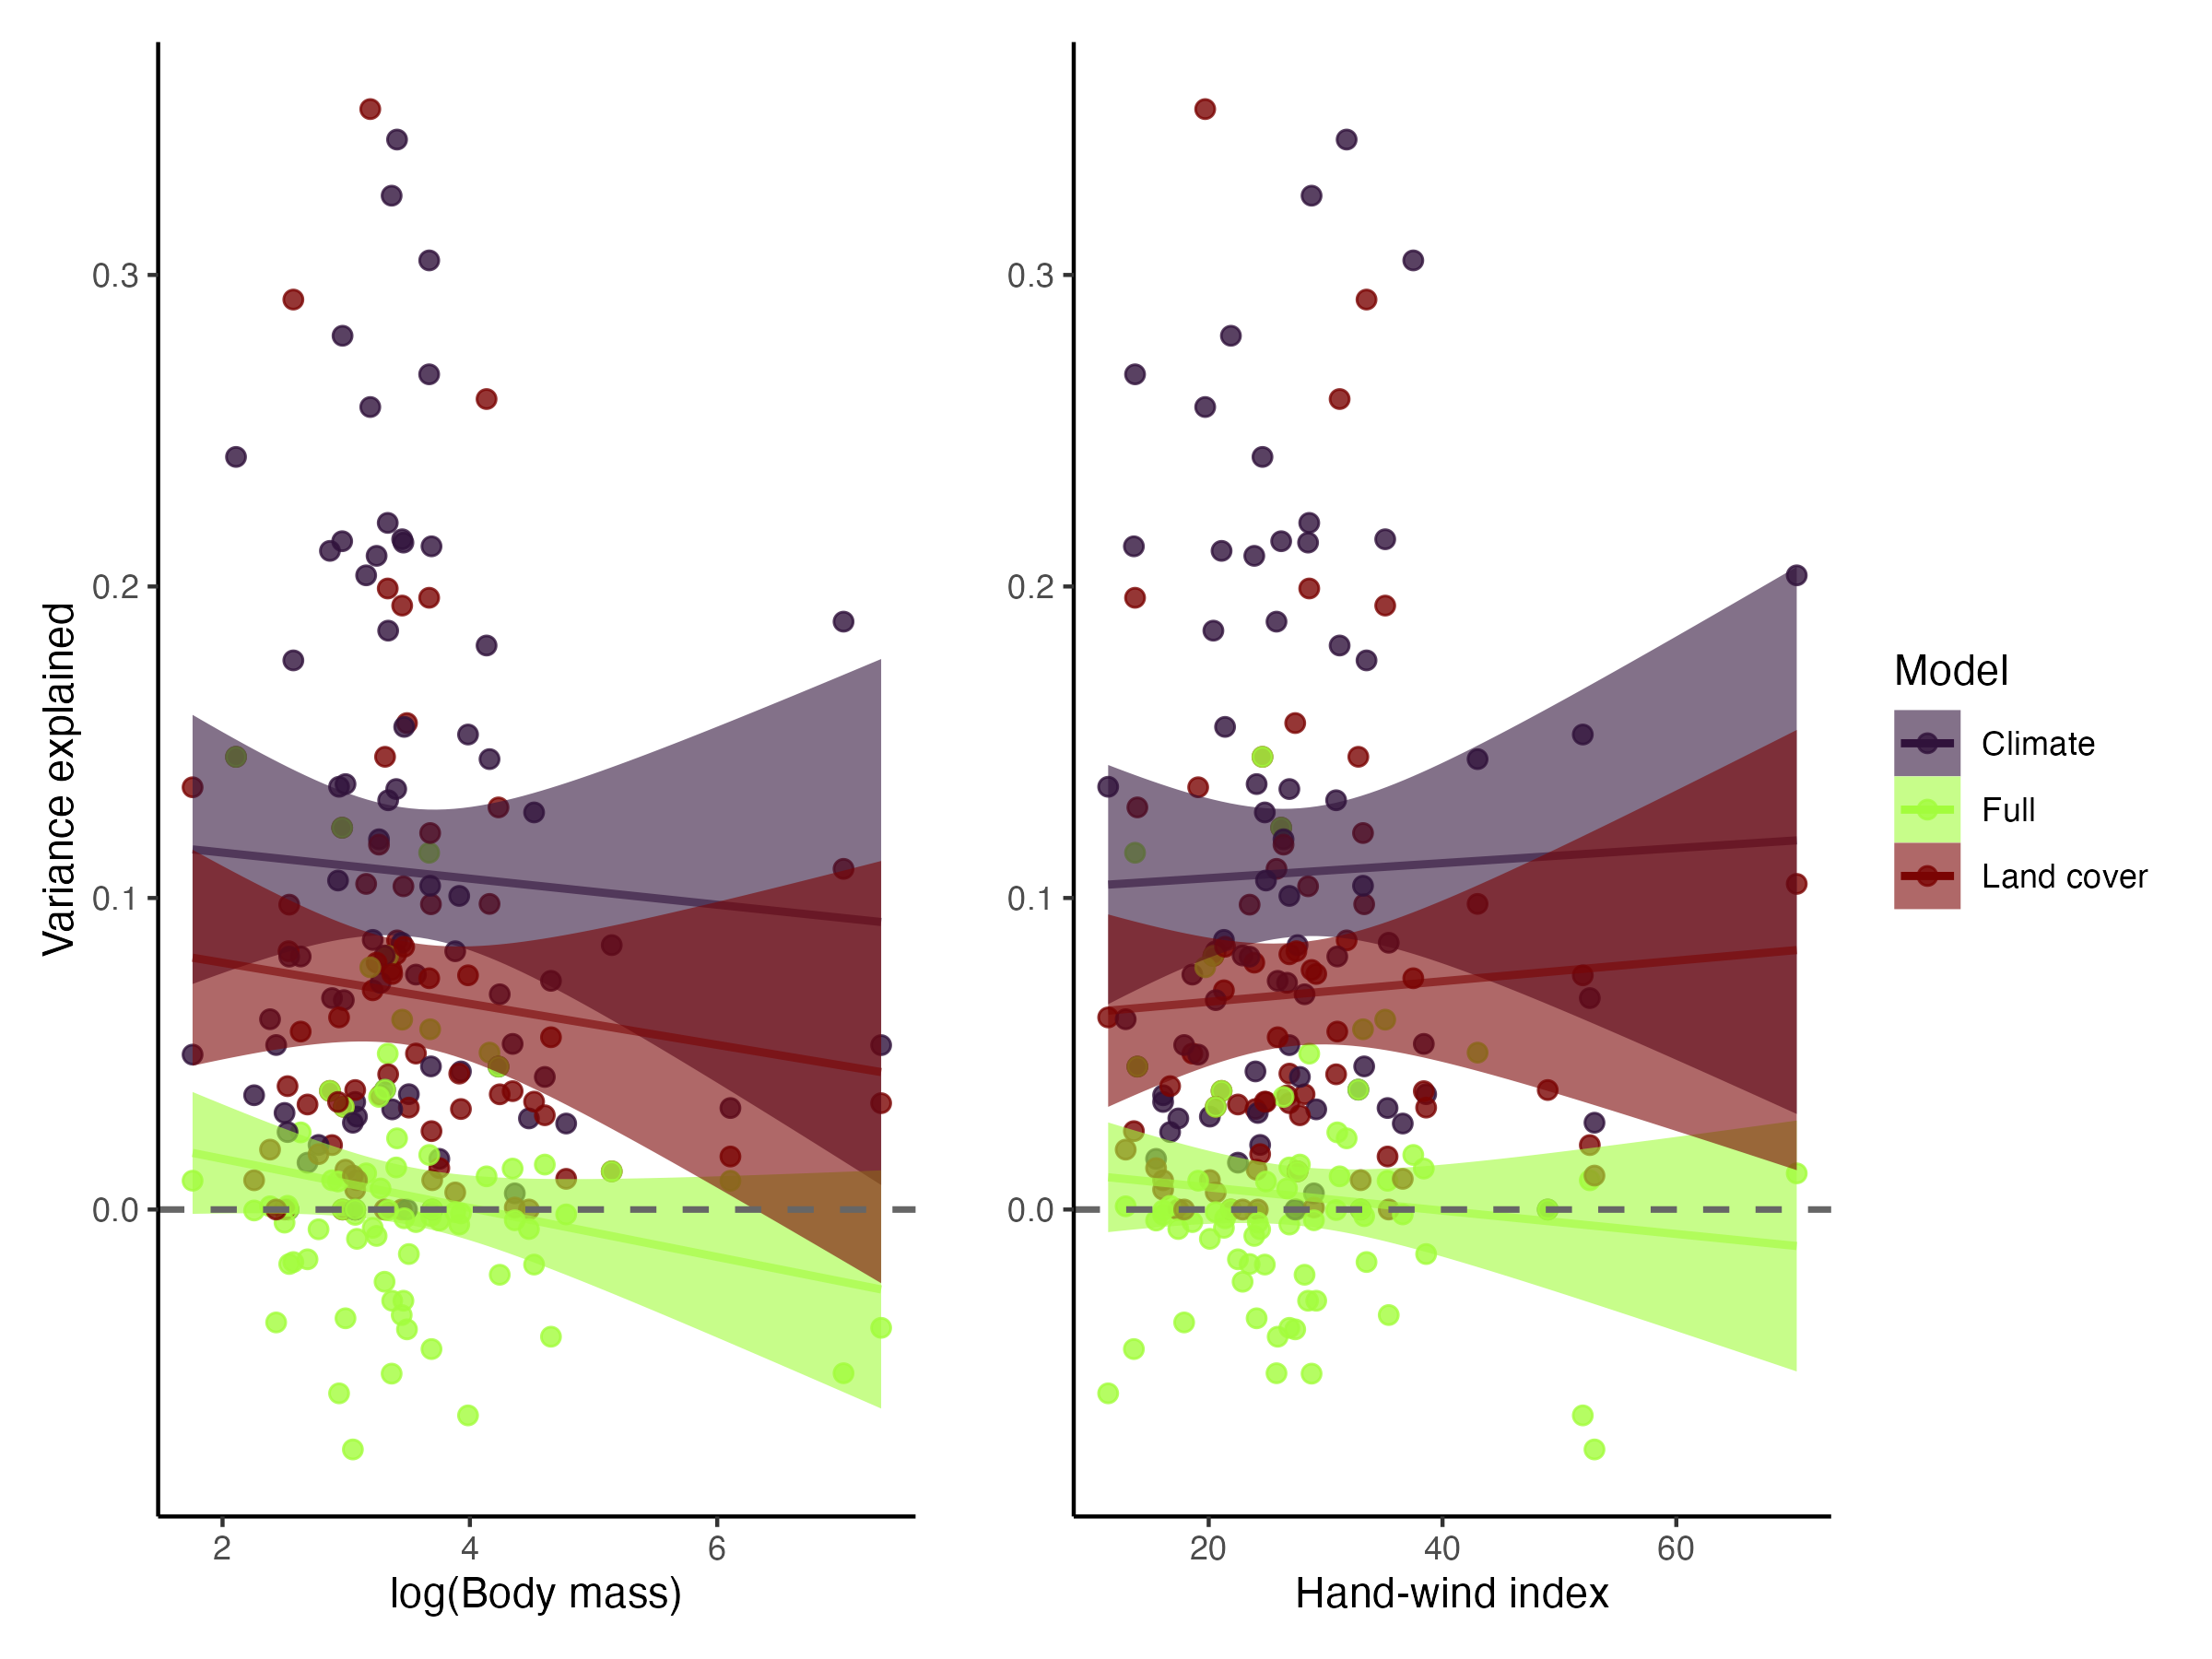 Variance explained
0.3
0.2
0.1
0.0
2 4 6
log(Body mass)
0.3
0.2
0.1
0.0
20 40 60
Hand-wind index
Model
Climate
Full
Land cover